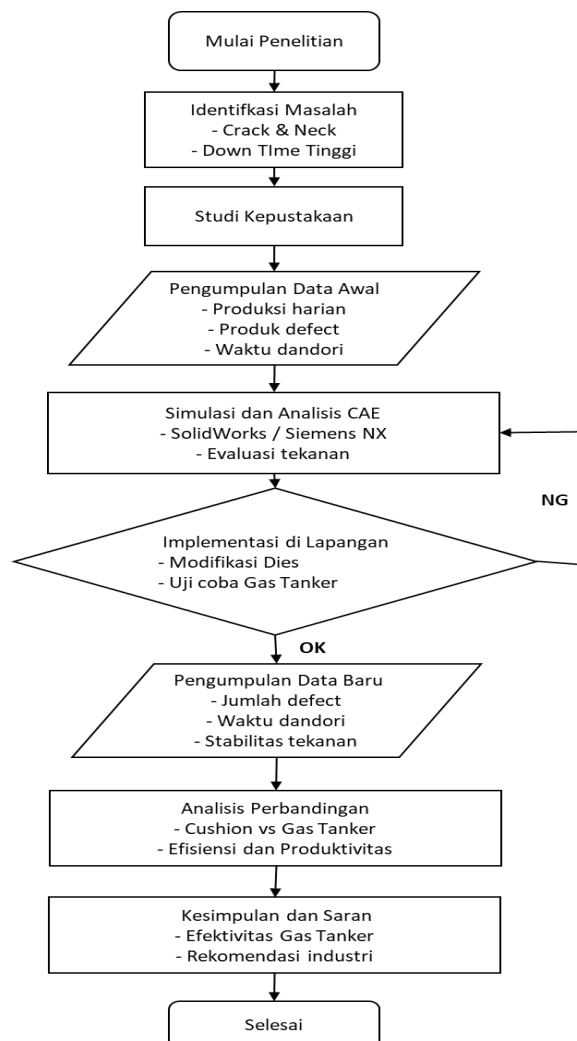 Mulai Penelitian
Identifkasi Masalah
- Crack & Neck
- Down TIme Tinggi
Studi Kepustakaan
Pengumpulan Data Awal
- Produksi harian
- Produk defect
- Waktu dandori
Simulasi dan Analisis CAE
- SolidWorks / Siemens NX
- Evaluasi tekanan
NG
Implementasi di Lapangan
- Modifikasi Dies
- Uji coba Gas Tanker
OK
Pengumpulan Data Baru
- Jumlah defect
- Waktu dandori
- Stabilitas tekanan
Analisis Perbandingan
- Cushion vs Gas Tanker
- Efisiensi dan Produktivitas
Kesimpulan dan Saran
- Efektivitas Gas Tanker
- Rekomendasi industri
Selesai